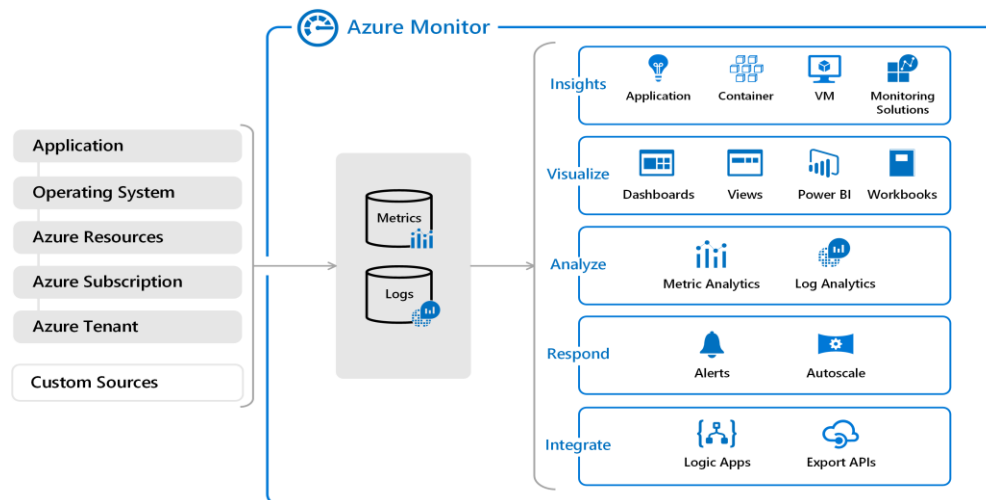 Azure Monitor
Application
Operating System
Azure Resources
Azure Subscription
Azure Tenant
Custom Sources
Metrics
Logs
Insights
Application
Container
VM
Monitoring
Solutions
Visualize
Dashboards
Views
Power BI
Workbooks
Analyze
Metric Analytics
Log Analytics
Respond
Alerts
Autoscale
Integrate
Logic Apps
Export APIs